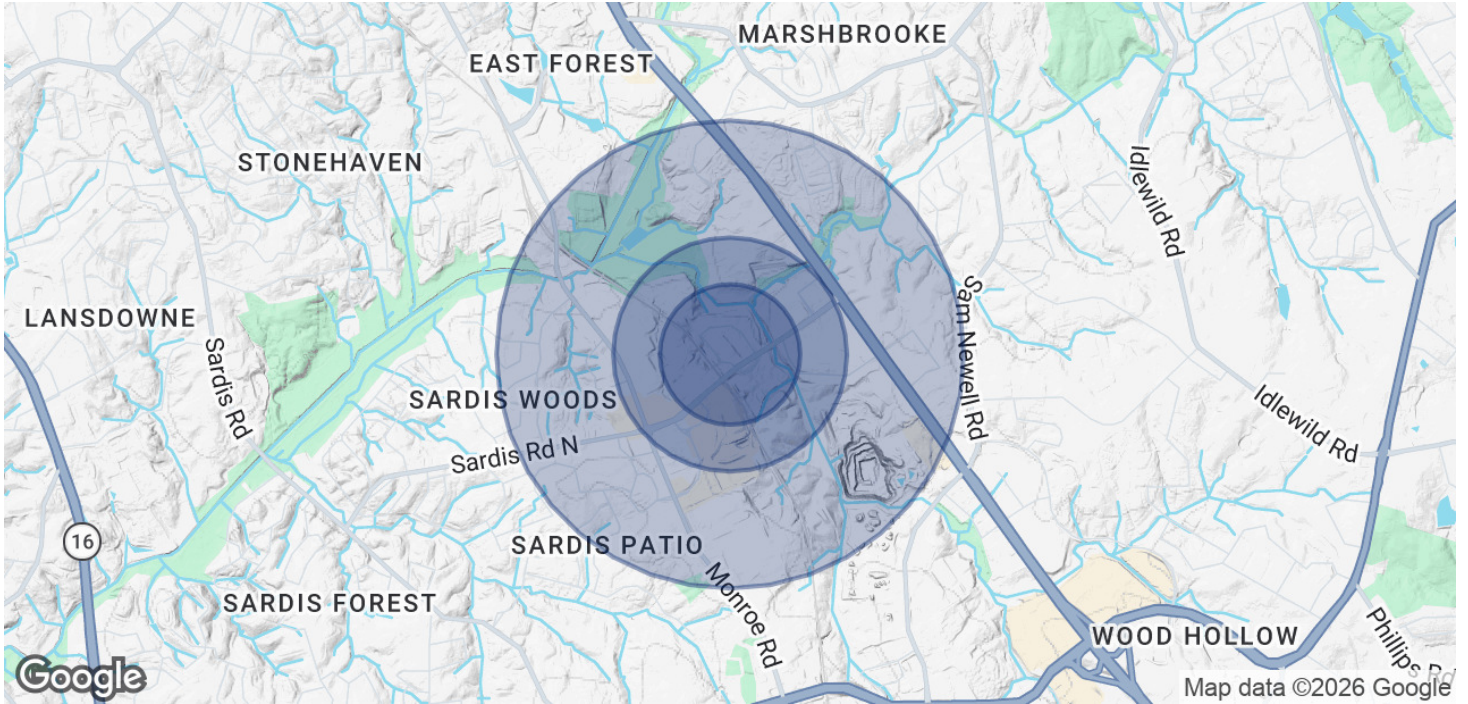 MARSHBROOKE
EAST FOREST
STONEHAVEN
Idlewild Rd
LANSDOWNE
Sardis Rd
Sam Newell Rd
SARDIS WOODS
Idlewild Rd
Sardis Rd N
16
SARDIS PATIO
SARDIS FOREST
Monroe Rd
WOOD HOLLOW
Phillips Rd
Google
Map data ©2026 Google